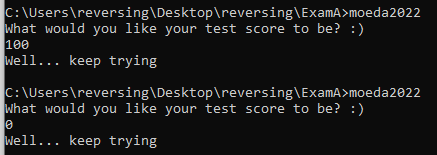 C:\Users\reversing\Desktop\reversing\ExamA>moeda2022
What would you like your test score to be? :)
100
Well... keep trying
C:\Users\reversing\Desktop\reversing\ExamA>moeda2022
What would you like your test score to be? :)
0
Well... keep trying